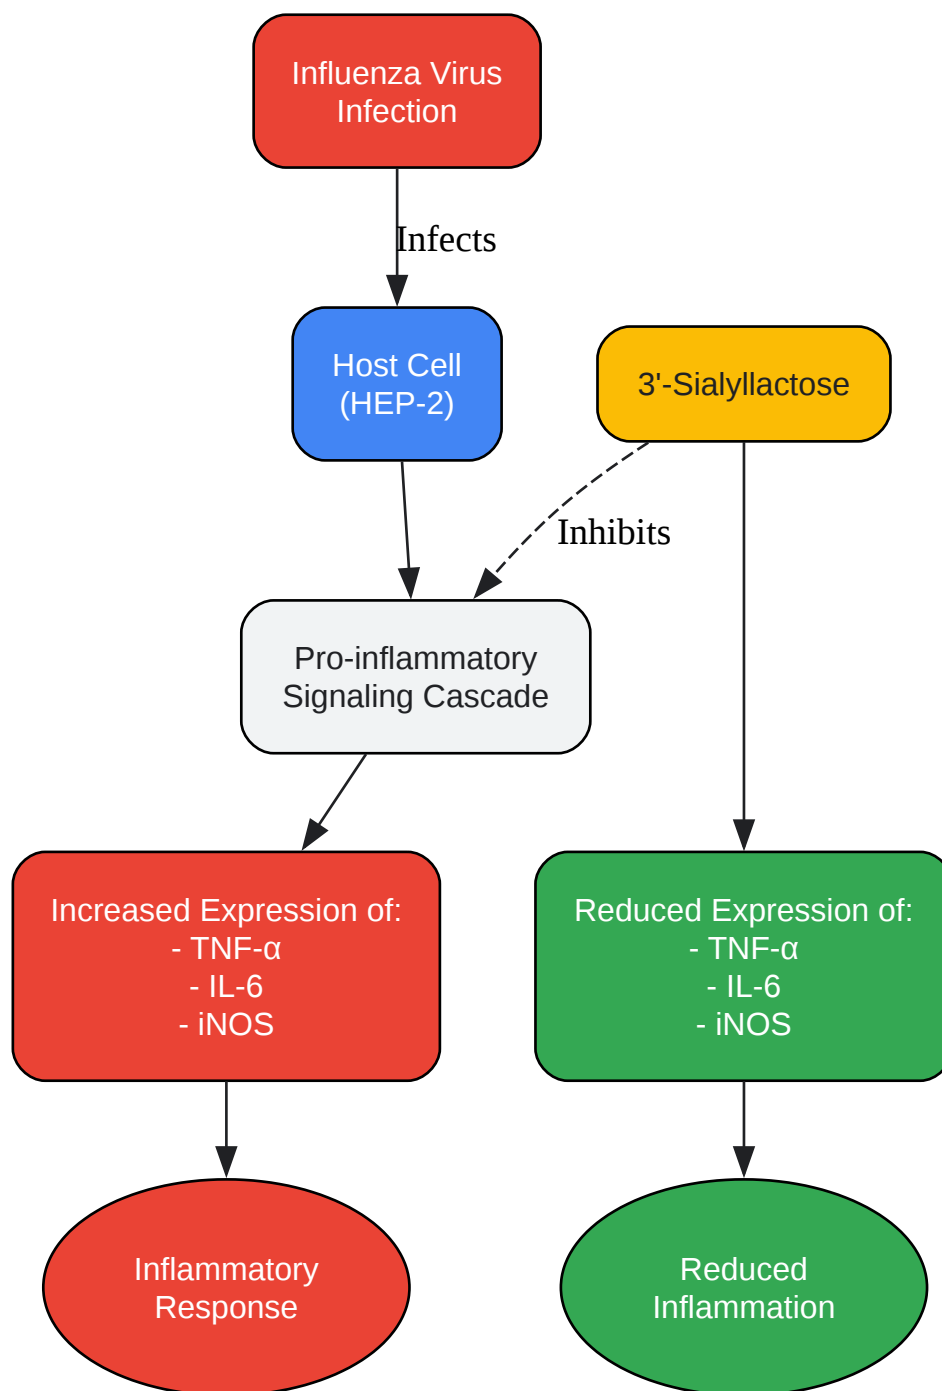 Influenza Virus
Infection
Infects
Host Cell
(HEP-2)
3'-Sialyllactose
Inhibits
Pro-inflammatory
Signaling Cascade
Increased Expression of:
- TNF-α
- IL-6
- iNOS
Reduced Expression of:
- TNF-α
- IL-6
- iNOS
Inflammatory
Response
Reduced
Inflammation